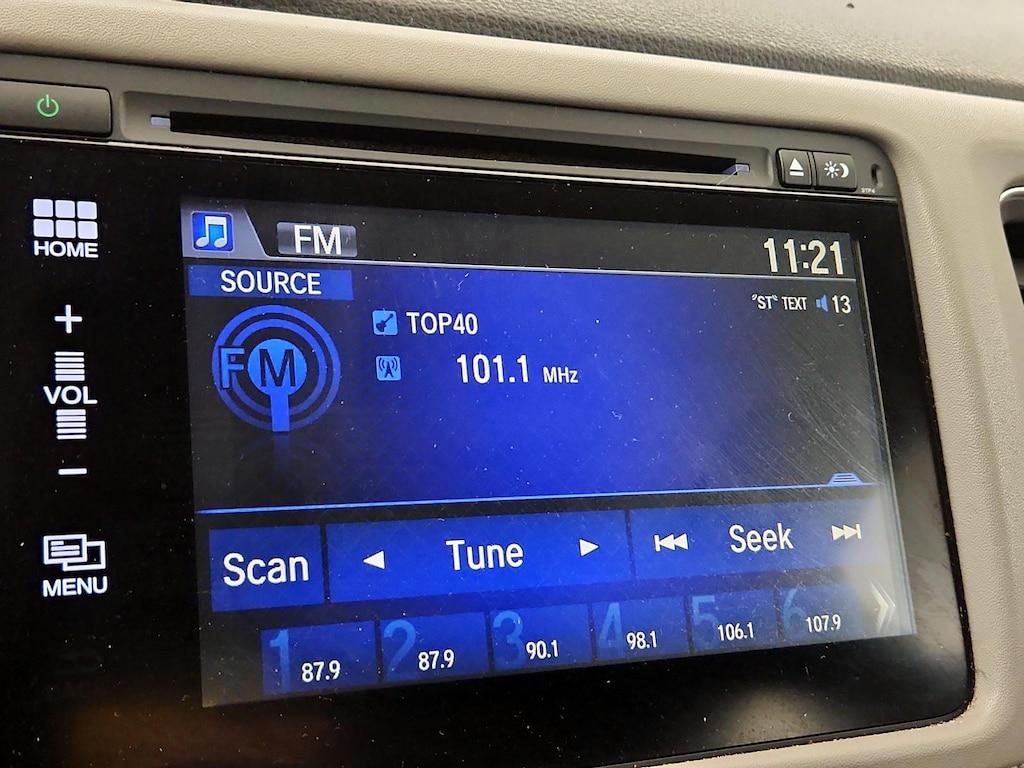 HOME
VOL
MENU
FM
11:21
SOURCE
"ST" TEXT 13
FM
TOP40
101.1 MHz
Scan
Tune
Seek
1 87.9
2 87.9
3 90.1
4 98.1
5 106.1
6 107.9